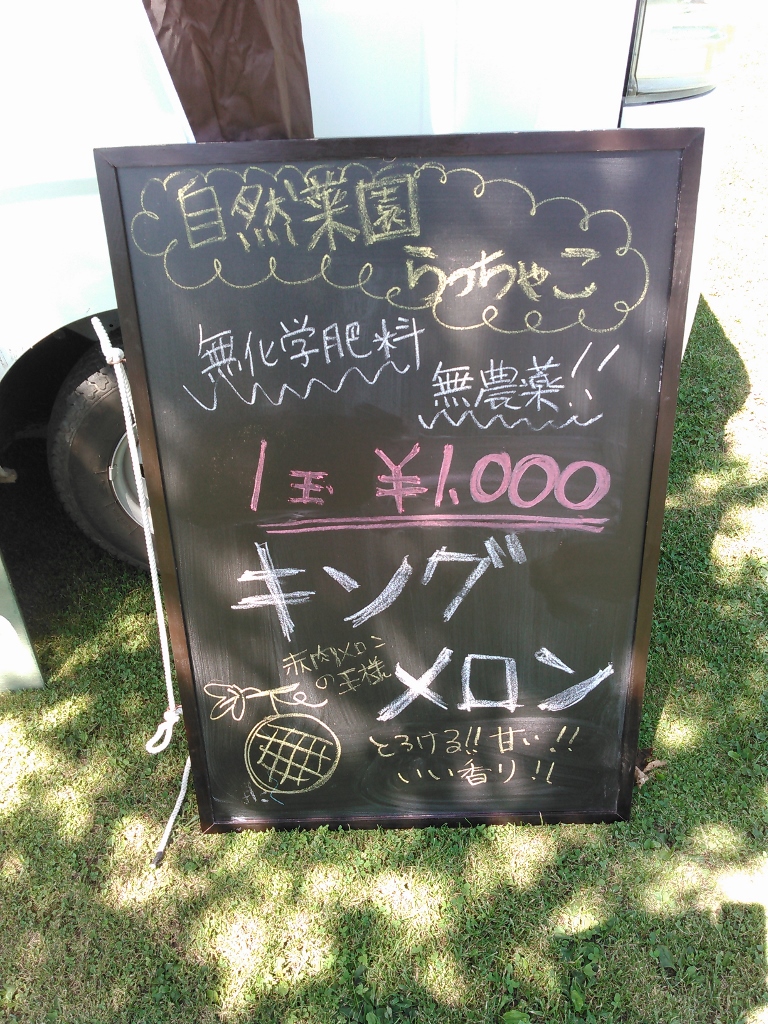 自然菜園
らっちゃこ
無化学肥料
無農薬!!
1玉 ¥1,000
キング
メロン
赤肉メロン
の王様
とろける!! 甘い!!
いい香り!!